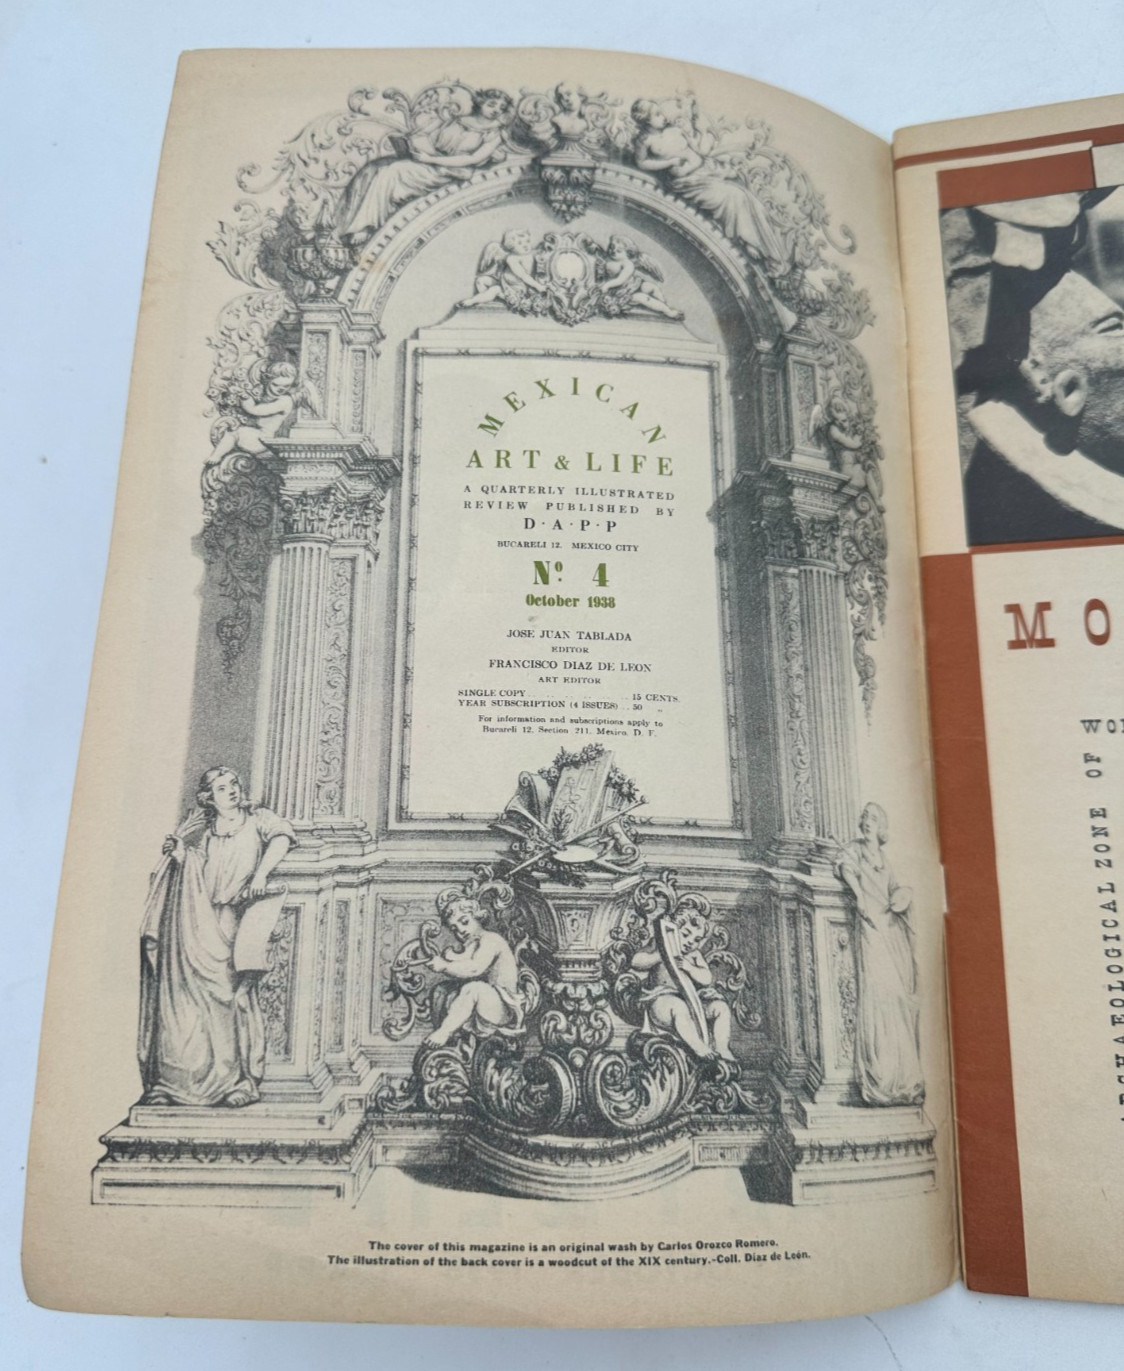 MEXICAN
ART & LIFE
A QUARTERLY ILLUSTRATED
REVIEW PUBLISHED BY
D·A·P·P
BUCARELI 12. MEXICO CITY
Nº 4
October 1938
JOSE JUAN TABLADA
EDITOR
FRANCISCO DIAZ DE LEON
ART EDITOR
SINGLE COPY .. .. .. .. 15 CENTS.
YEAR SUBSCRIPTION (4 ISSUES) .. 50 „
For information and subscriptions apply to
Bucareli 12. Section 211. Mexico. D. F.
The cover of this magazine is an original wash by Carlos Orozco Romero.
The illustration of the back cover is a woodcut of the XIX century.-Coll. Díaz de León.
MO
ARCHAEOLOGICAL ZONE OF